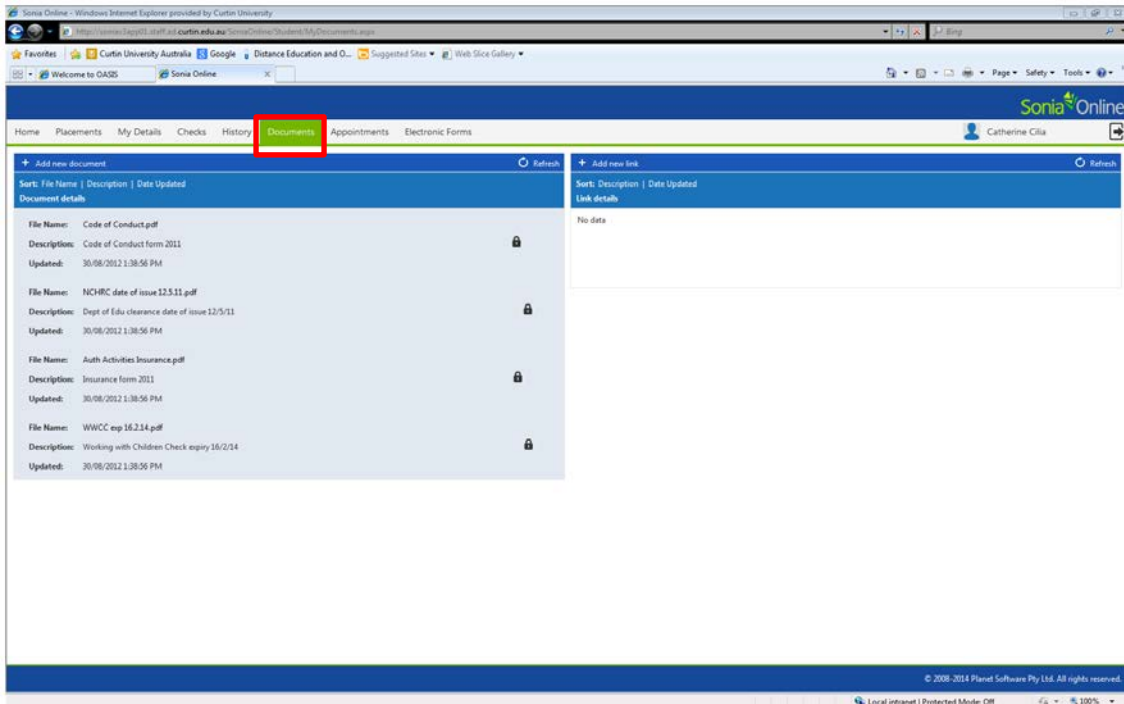 Sonia Online - Windows Internet Explorer provided by Curtin University
Bing
Favorites Curtin University Australia Google Distance Education and O... Suggested Sites Web Slice Gallery
Welcome to OASIS Sonia Online x Page Safety Tools
Sonia Online
Home Placements My Details Checks History Documents Appointments Electronic Forms Catherine Cilia
+ Add new document Refresh + Add new link Refresh
Sort: File Name | Description | Date Updated Sort: Description | Date Updated
Document details Link details
File Name: Code of Conduct.pdf No data
Description: Code of Conduct form 2011
Updated: 30/08/2012 1:38:56 PM
File Name: NCHRC date of issue 12.5.11.pdf
Description: Dept of Edu clearance date of issue 12/5/11
Updated: 30/08/2012 1:38:56 PM
File Name: Auth Activities Insurance.pdf
Description: Insurance form 2011
Updated: 30/08/2012 1:38:56 PM
File Name: WWCC exp 16.2.14.pdf
Description: Working with Children Check expiry 16/2/14
Updated: 30/08/2012 1:38:56 PM
© 2008-2014 Planet Software Pty Ltd. All rights reserved.
Local intranet | Protected Mode: Off 100%